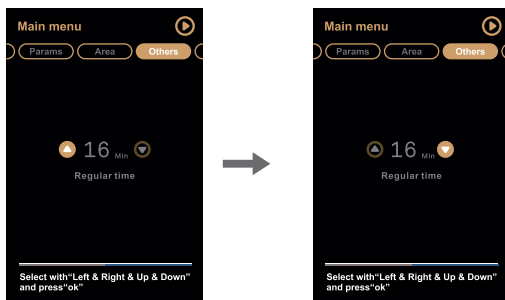 Main menu
Params Area Others
16 Min
Regular time
Select with“Left & Right & Up & Down”
and press“ok”
Main menu
Params Area Others
16 Min
Regular time
Select with“Left & Right & Up & Down”
and press“ok”